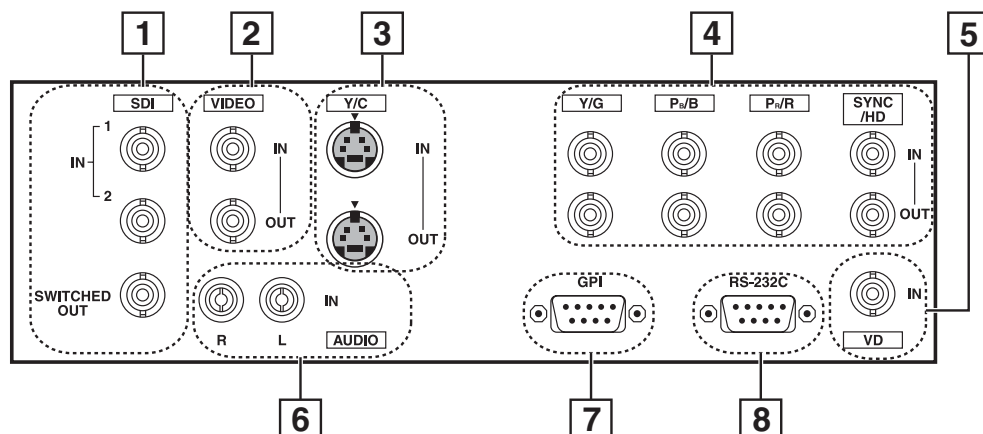 1 2 3 4 5
SDI VIDEO Y/C Y/G PB/B PR/R SYNC
/HD
1
IN IN IN IN
2
OUT OUT OUT
SWITCHED
OUT
GPI RS-232C
IN IN
R L AUDIO VD
6 7 8